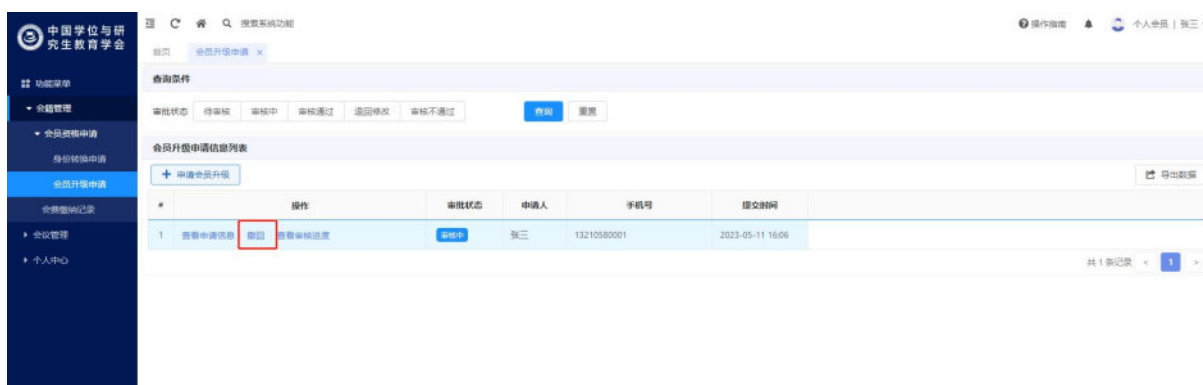 中国学位与研
究生教育学会
搜索系统功能
操作指南
个人会员 | 张三
首页 会员升级申请 ×
功能菜单
会籍管理
会员资格申请
身份转换申请
会员升级申请
会费缴纳记录
会议管理
个人中心
查询条件
审批状态 待审核 审核中 审核通过 退回修改 审核不通过 查询 重置
会员升级申请信息列表
+ 申请会员升级 导出数据
# 操作 审批状态 申请人 手机号 提交时间
1 查看申请信息 撤回 查看审核进度 审核中 张三 13210580001 2023-05-11 16:06
共 1 条记录 < 1 >